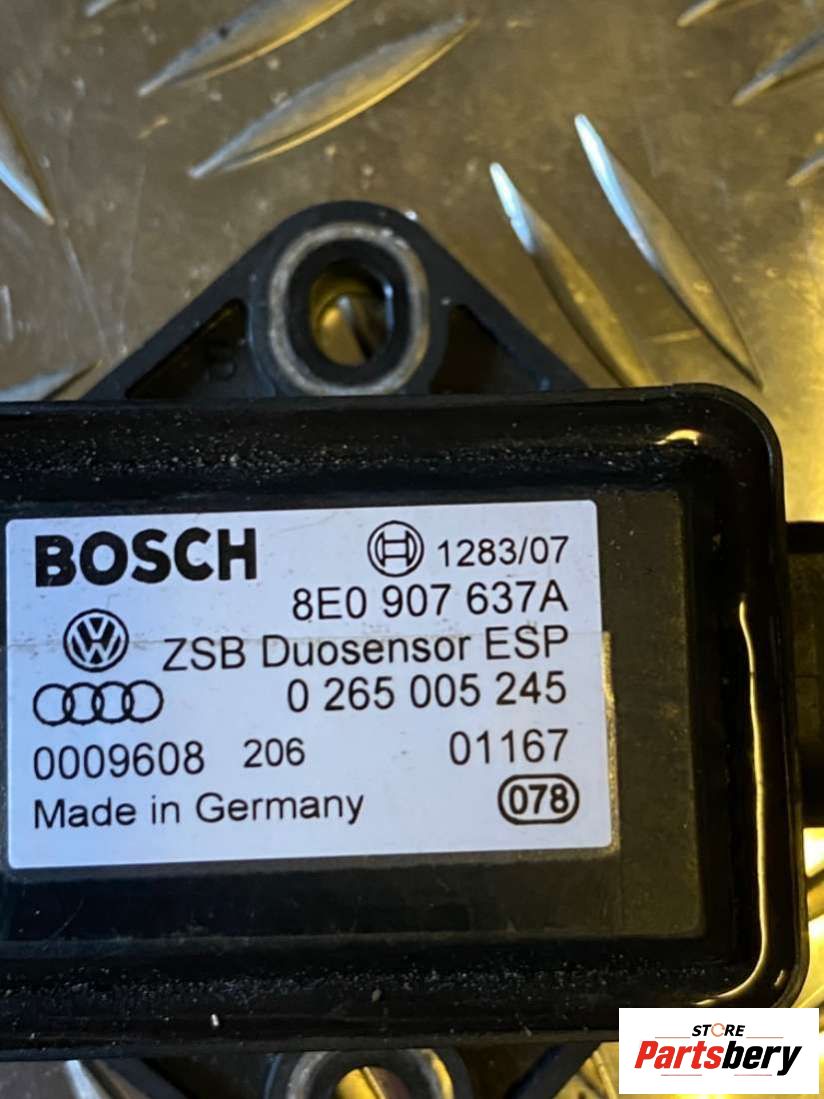 BOSCH 1283/07
8E0 907 637A
ZSB Duosensor ESP
0 265 005 245
0009608 206 01167
Made in Germany 078
STORE
Partsbery